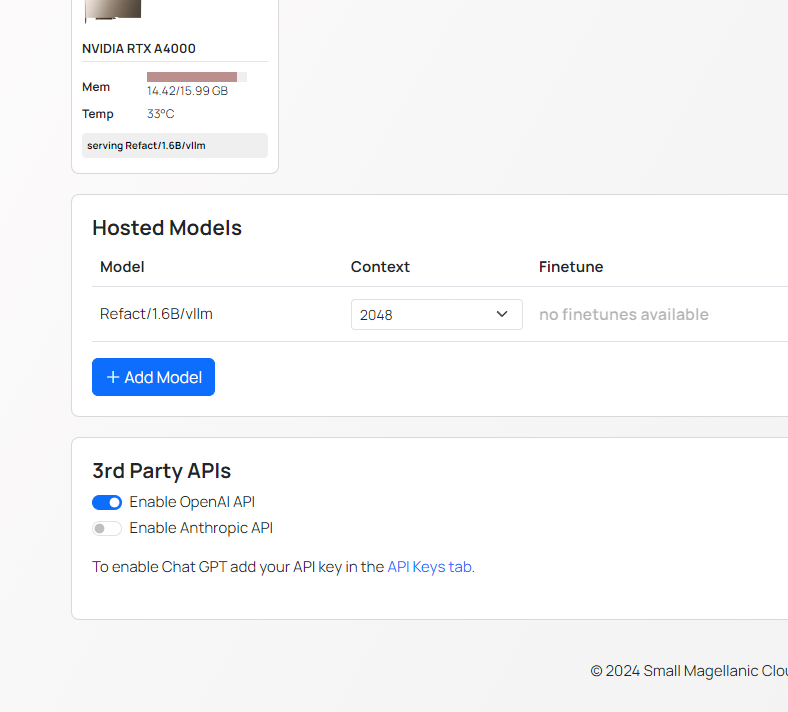 NVIDIA RTX A4000
Mem
14.42/15.99 GB
Temp 33°C
serving Refact/1.6B/vllm
Hosted Models
Model Context Finetune
Refact/1.6B/vllm 2048 no finetunes available
+ Add Model
3rd Party APIs
Enable OpenAI API
Enable Anthropic API
To enable Chat GPT add your API key in the API Keys tab.
© 2024 Small Magellanic Clou